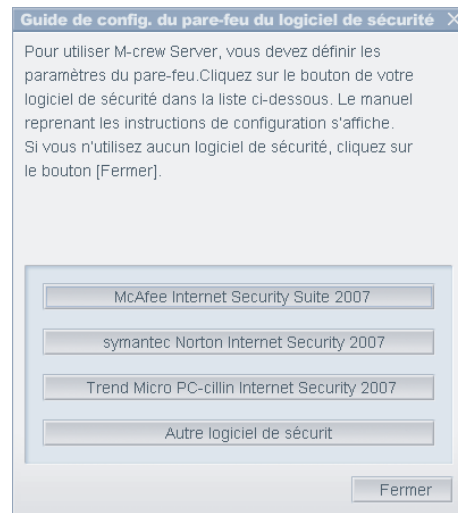 Guide de config. du pare-feu du logiciel de sécurité
Pour utiliser M-crew Server, vous devez définir les
paramètres du pare-feu.Cliquez sur le bouton de votre
logiciel de sécurité dans la liste ci-dessous. Le manuel
reprenant les instructions de configuration s'affiche.
Si vous n'utilisez aucun logiciel de sécurité, cliquez sur
le bouton [Fermer].
McAfee Internet Security Suite 2007
symantec Norton Internet Security 2007
Trend Micro PC-cillin Internet Security 2007
Autre logiciel de sécurit
Fermer